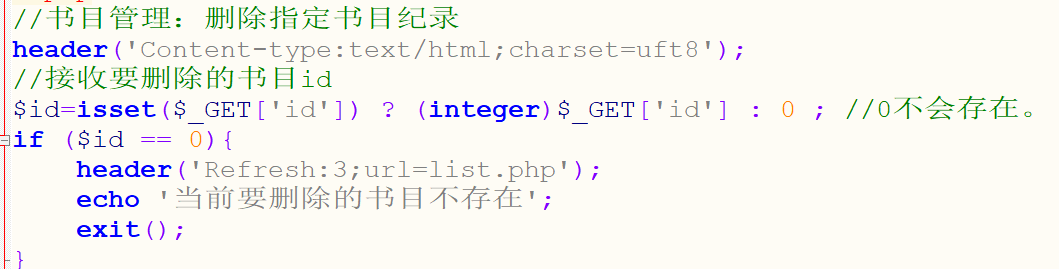 //书目管理：删除指定书目纪录
header('Content-type:text/html;charset=uft8');
//接收要删除的书目id
$id=isset($_GET['id']) ? (integer)$_GET['id'] : 0 ; //0不会存在。
if ($id == 0){
    header('Refresh:3;url=list.php');
    echo '当前要删除的书目不存在';
    exit();
}